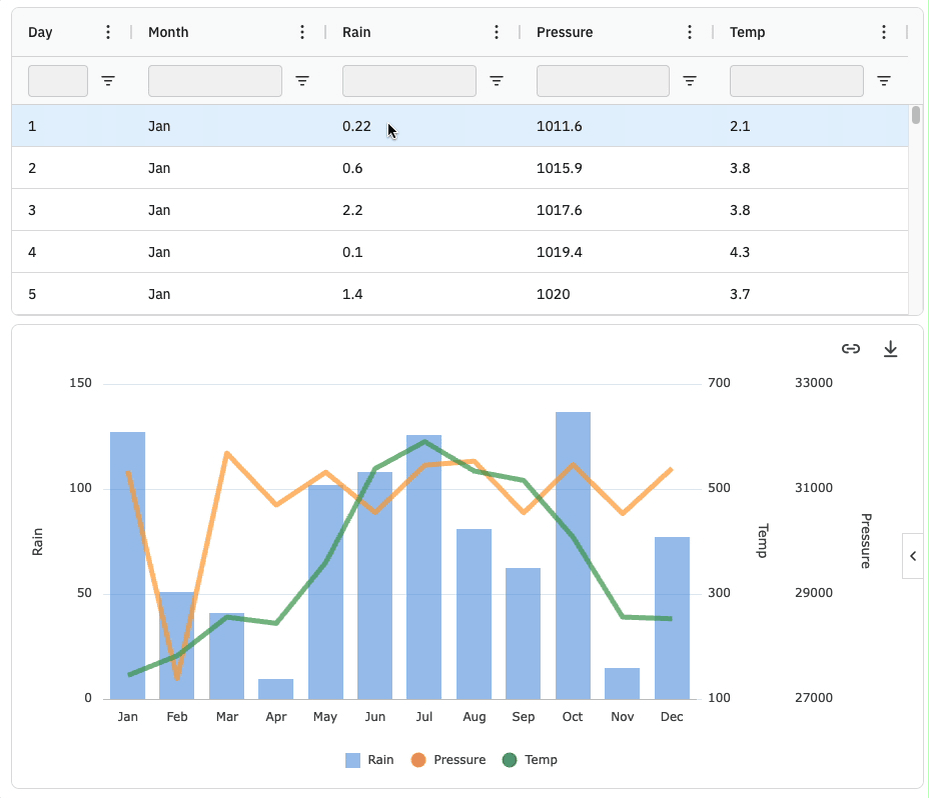 Day Month Rain Pressure Temp
1 Jan 0.22 1011.6 2.1
2 Jan 0.6 1015.9 3.8
3 Jan 2.2 1017.6 3.8
4 Jan 0.1 1019.4 4.3
5 Jan 1.4 1020 3.7
150 700 33000
100 500 31000
Rain Temp Pressure
50 300 29000
0 100 27000
Jan Feb Mar Apr May Jun Jul Aug Sep Oct Nov Dec
Rain Pressure Temp